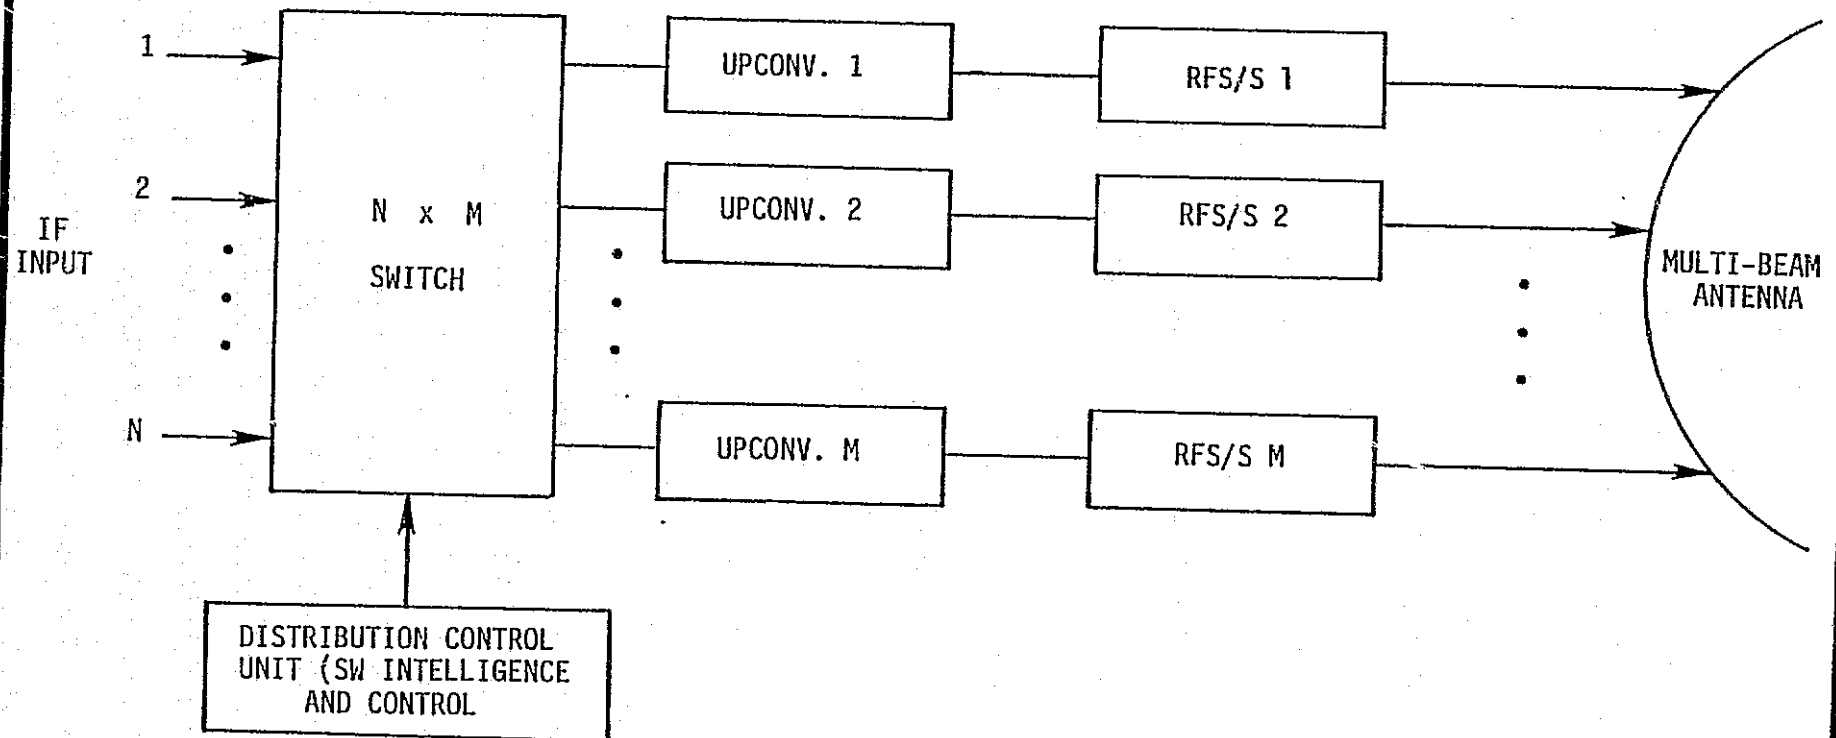 1
UPCONV. 1
RFS/S 1
2
N x M
SWITCH
UPCONV. 2
RFS/S 2
IF
INPUT
MULTI-BEAM
ANTENNA
N
UPCONV. M
RFS/S M
DISTRIBUTION CONTROL
UNIT (SW INTELLIGENCE
AND CONTROL